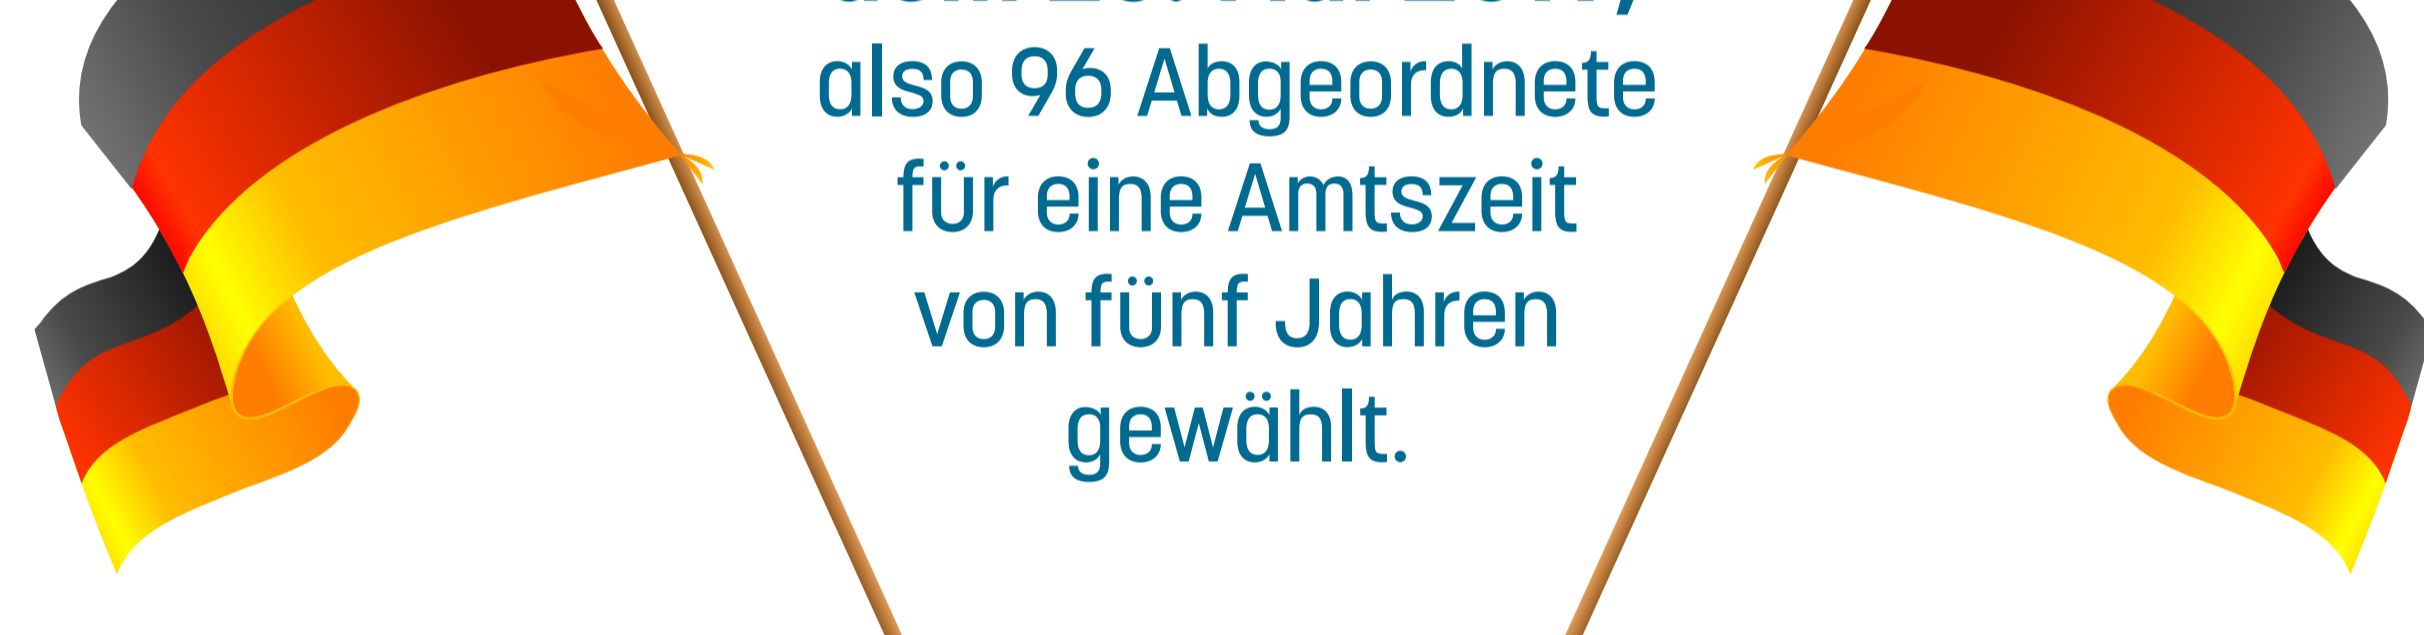 also 96 Abgeordnete
für eine Amtszeit
von fünf Jahren
gewählt.